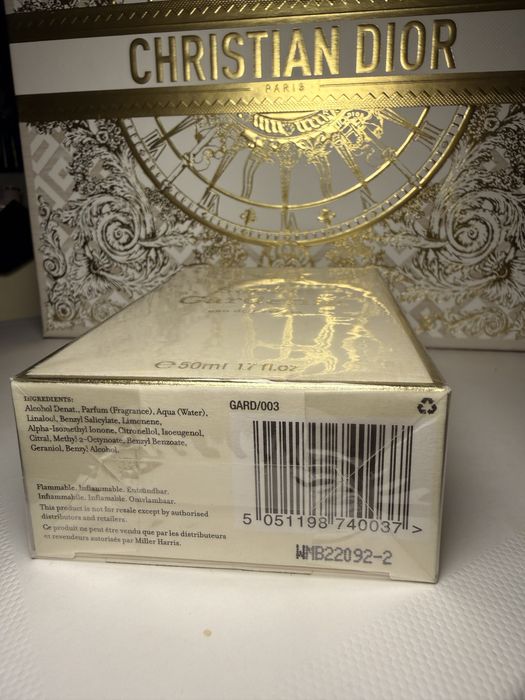 CHRISTIAN DIOR
PARIS
eau de
e 50ml 1.7 fl.oz
INGREDIENTS:
Alcohol Denat., Parfum (Fragrance), Aqua (Water),
Linalool, Benzyl Salicylate, Limonene,
Alpha-Isomethyl Ionone, Citronellol, Isoeugenol,
Citral, Methyl 2-Octynoate, Benzyl Benzoate,
Geraniol, Benzyl Alcohol.
GARD/003
Flammable. Inflammable. Entzündbar.
Inflammabile. Inflamable. Ontvlambaar.
This product is not for resale except by authorised
distributors and retailers.
Ce produit ne peut être vendu que par les distributeurs
et revendeurs autorisés par Miller Harris.
5 051198 740037 >
WMB22092-2